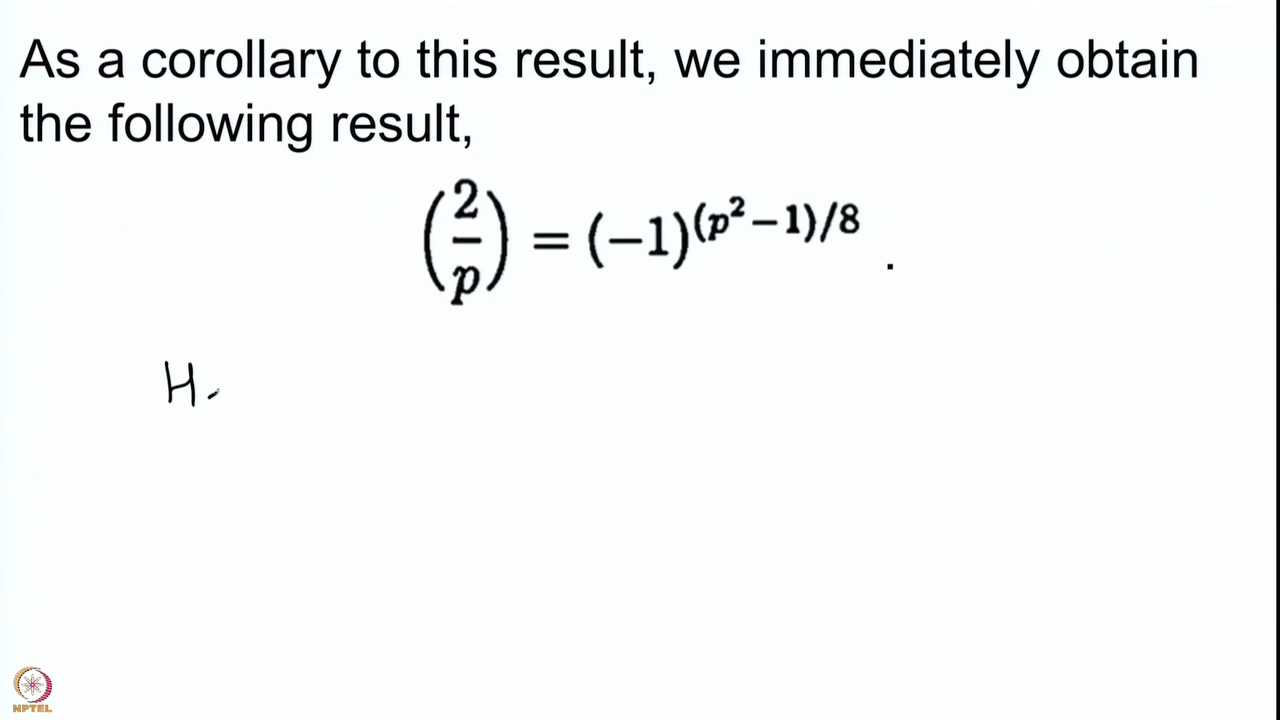 As a corollary to this result, we immediately obtain
the following result,
(2/p) = (−1)^{(p²−1)/8} .
H.
NPTEL